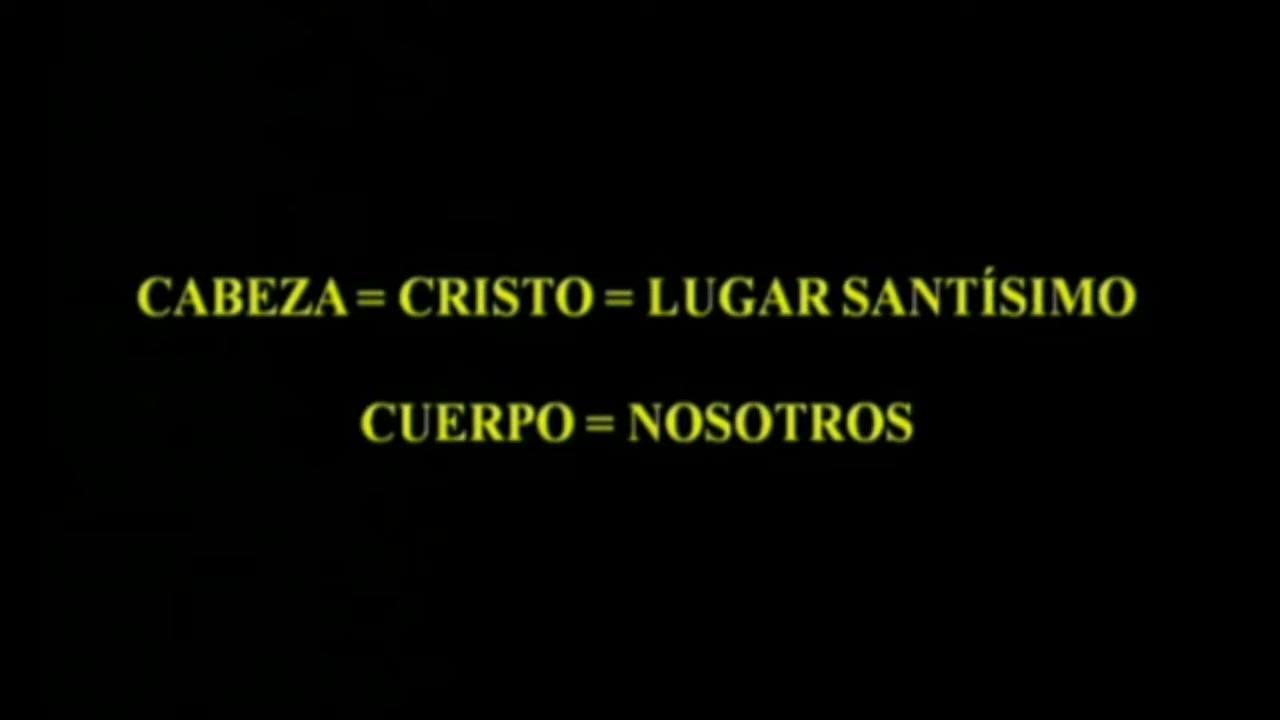 CABEZA = CRISTO = LUGAR SANTÍSIMO
CUERPO = NOSOTROS